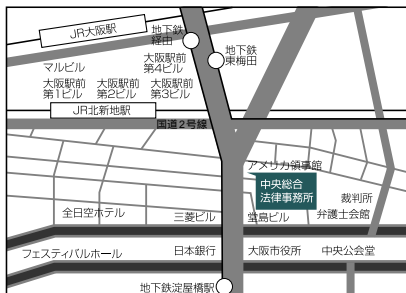 JR大阪駅
地下鉄
経由
地下鉄
東梅田
マルビル
大阪駅前
第4ビル
大阪駅前
第1ビル
大阪駅前
第2ビル
大阪駅前
第3ビル
JR北新地駅
国道2号線
アメリカ領事館
中央総合
法律事務所
裁判所
全日空ホテル
三菱ビル
堂島ビル
弁護士会館
フェスティバルホール
日本銀行
大阪市役所
中央公会堂
地下鉄淀屋橋駅